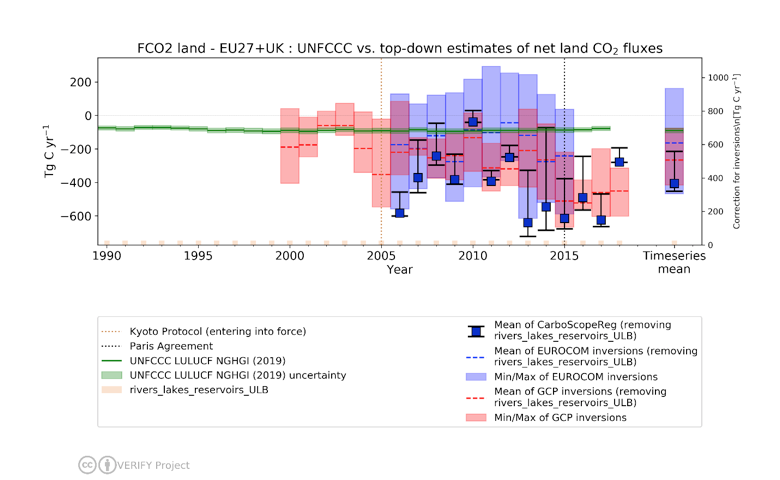 FCO2 land - EU27+UK : UNFCCC vs. top-down estimates of net land CO₂ fluxes
Tg C yr⁻¹
200
0
−200
−400
−600
1000
800
600
400
200
0
Correction for inversions\n[Tg C yr⁻¹]
1990
1995
2000
2005
2010
2015
Timeseries
mean
Year
Kyoto Protocol (entering into force)
Paris Agreement
UNFCCC LULUCF NGHGI (2019)
UNFCCC LULUCF NGHGI (2019) uncertainty
rivers_lakes_reservoirs_ULB
Mean of CarboScopeReg (removing
rivers_lakes_reservoirs_ULB)
Mean of EUROCOM inversions (removing
rivers_lakes_reservoirs_ULB)
Min/Max of EUROCOM inversions
Mean of GCP inversions (removing
rivers_lakes_reservoirs_ULB)
Min/Max of GCP inversions
cc VERIFY Project